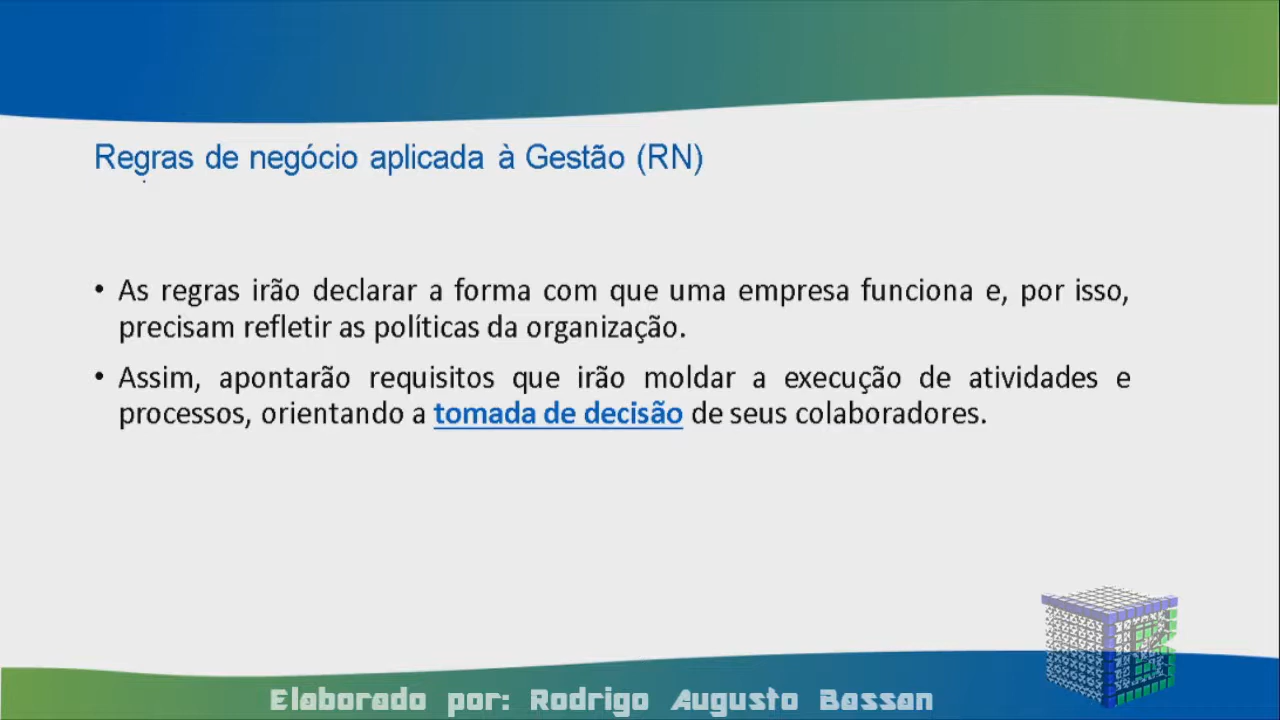 Regras de negócio aplicada à Gestão (RN)
• As regras irão declarar a forma com que uma empresa funciona e, por isso,
precisam refletir as políticas da organização.
• Assim, apontarão requisitos que irão moldar a execução de atividades e
processos, orientando a tomada de decisão de seus colaboradores.
Elaborado por: Rodrigo Augusto Bassan